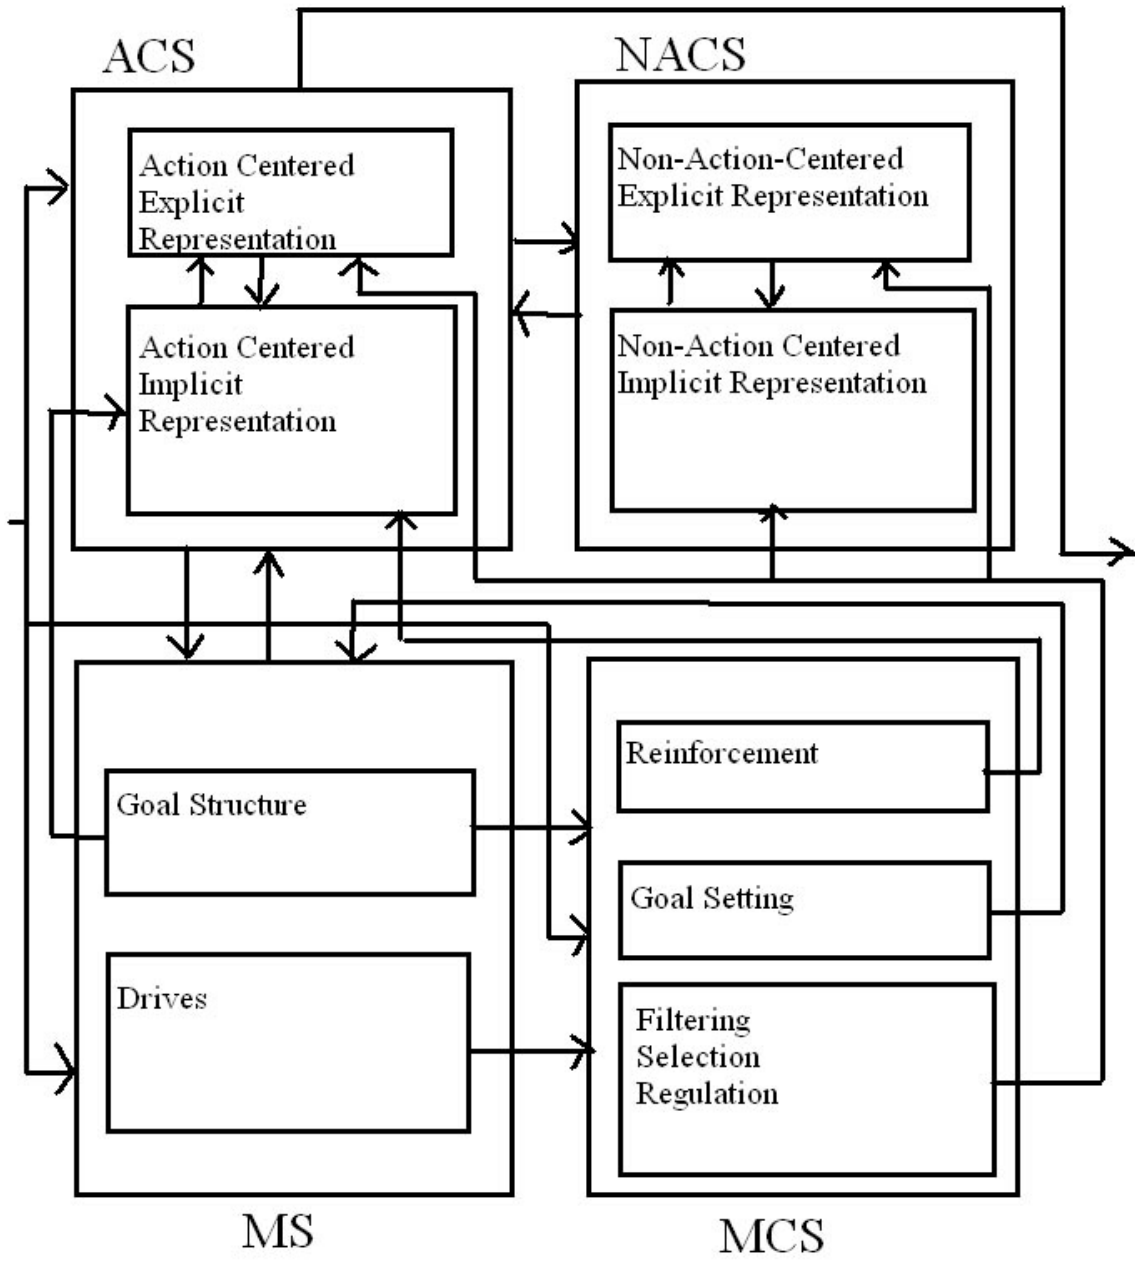 ACS
NACS
Action Centered
Explicit
Representation
Non-Action-Centered
Explicit Representation
Action Centered
Implicit
Representation
Non-Action Centered
Implicit Representation
Goal Structure
Drives
Reinforcement
Goal Setting
Filtering
Selection
Regulation
MS
MCS